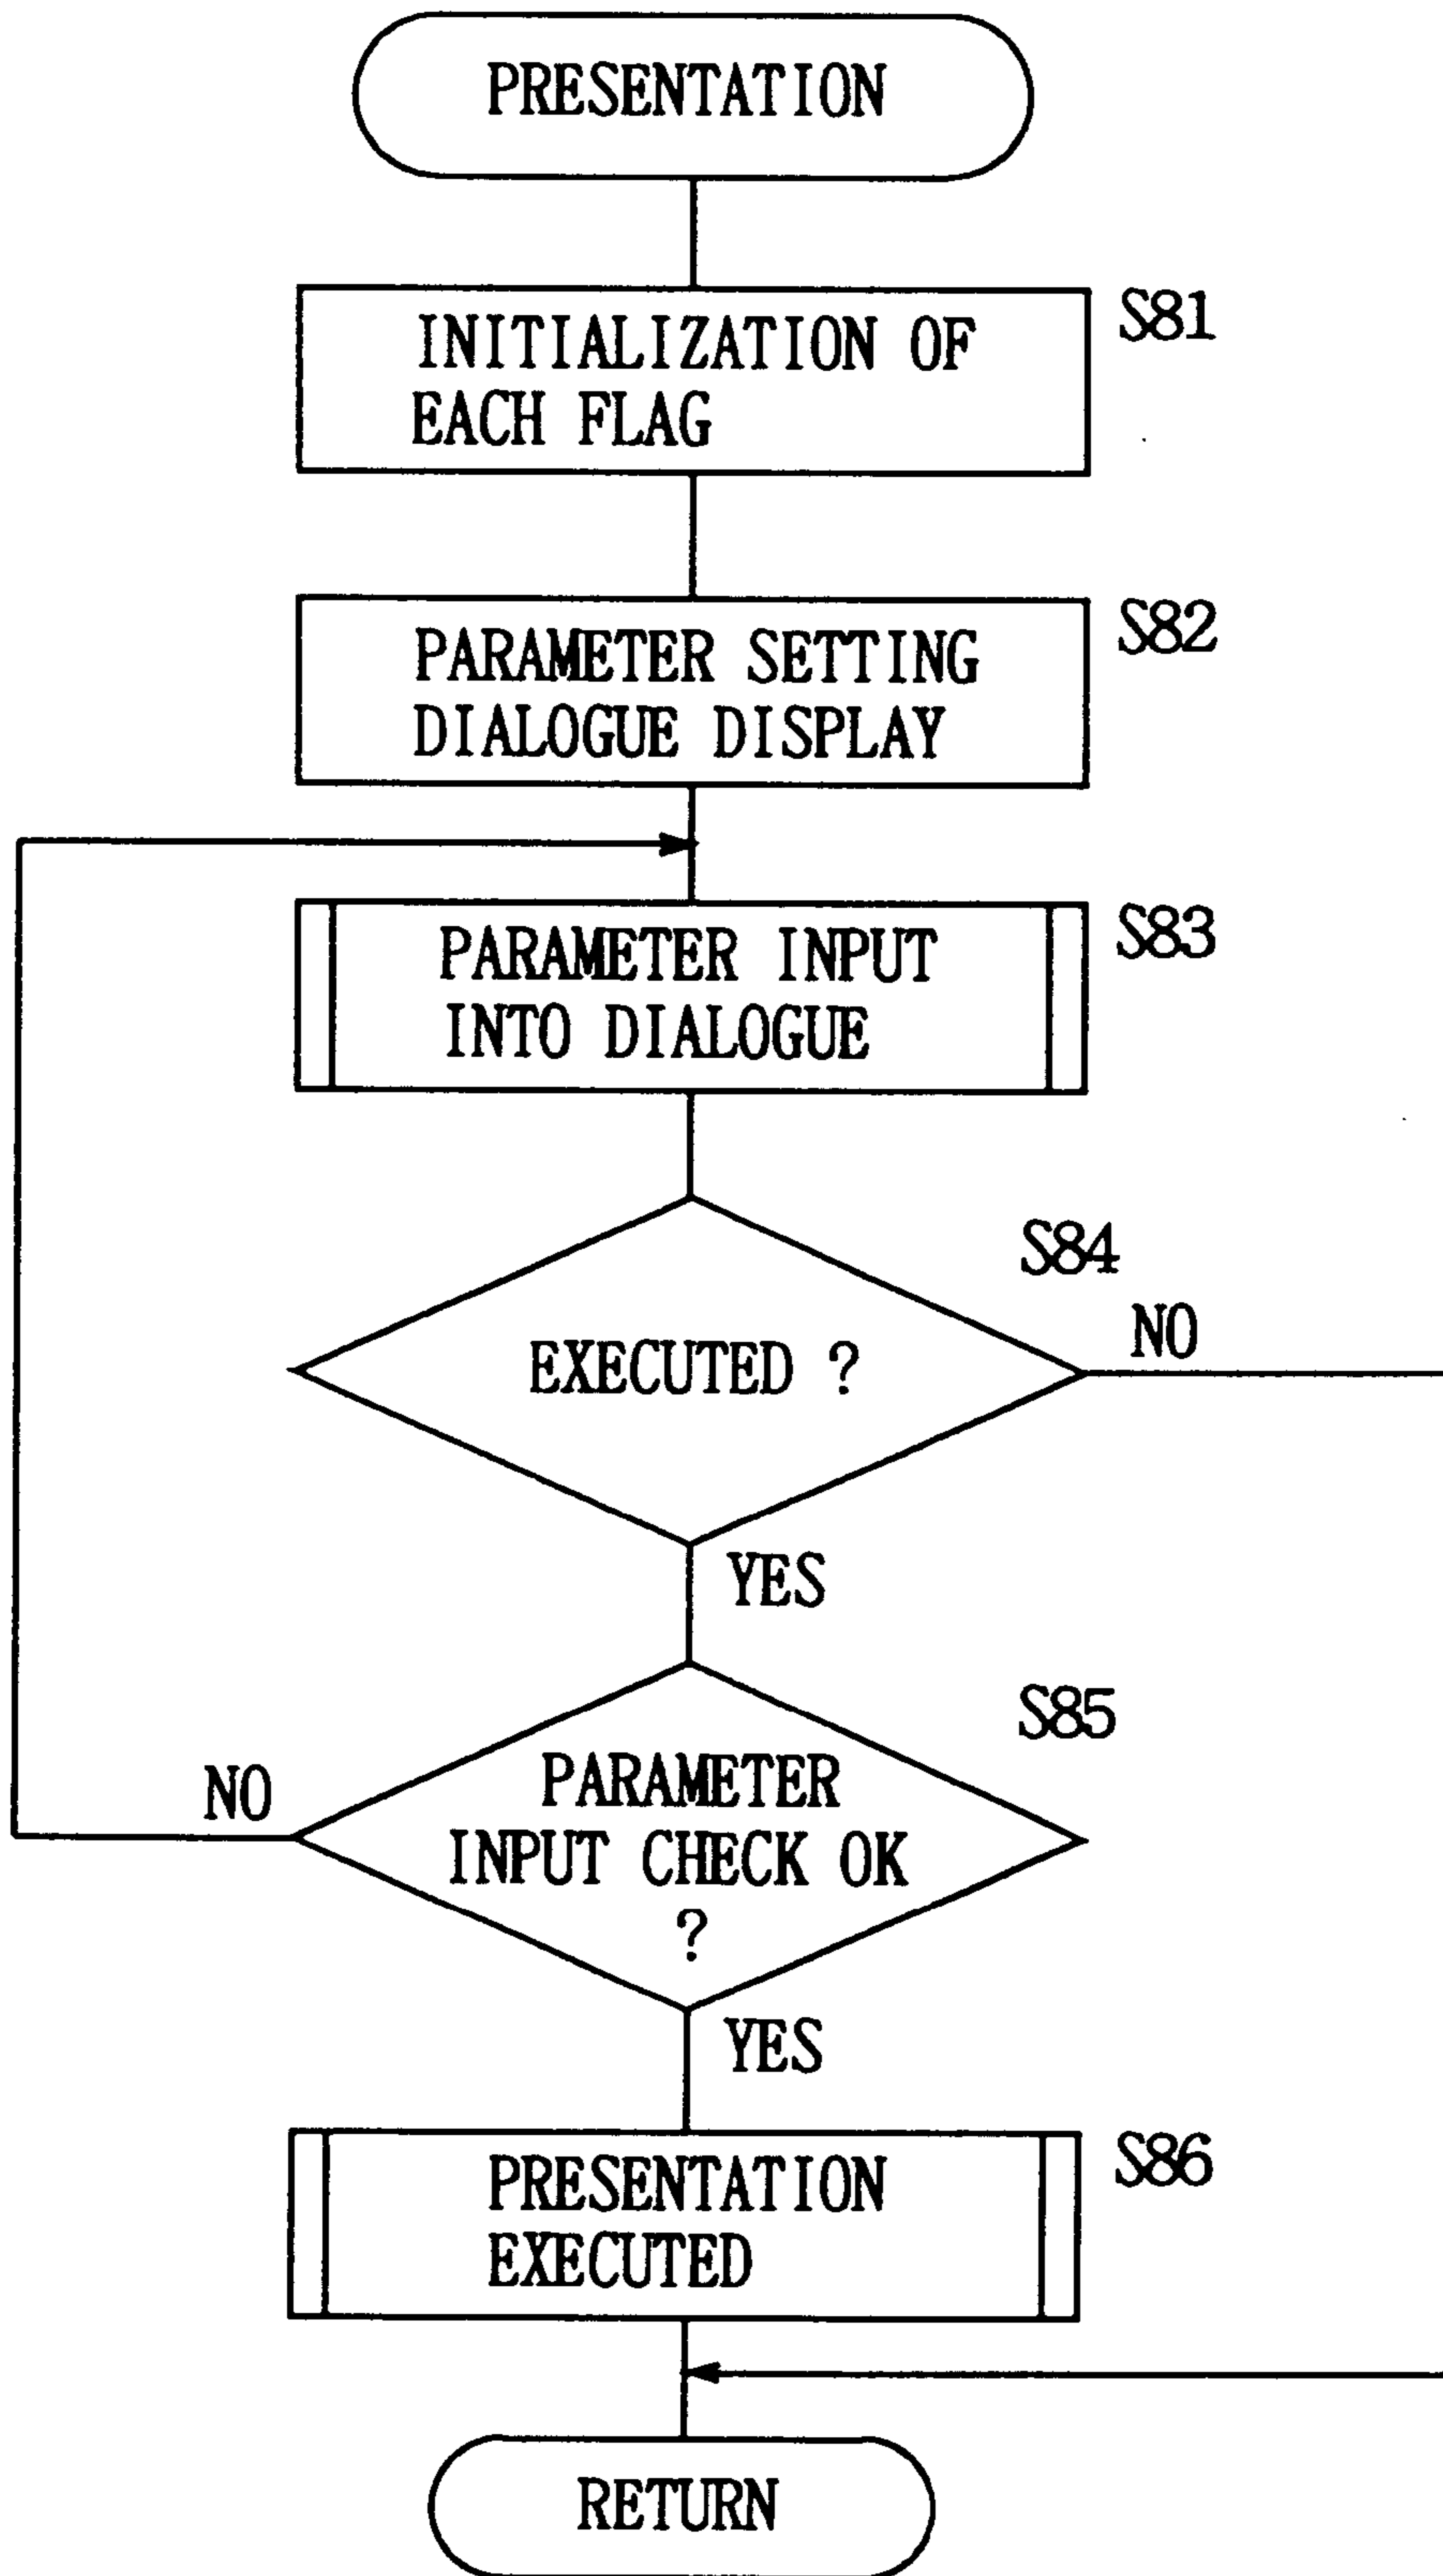 PRESENTATION
INITIALIZATION OF
EACH FLAG
S81
PARAMETER SETTING
DIALOGUE DISPLAY
S82
PARAMETER INPUT
INTO DIALOGUE
S83
S84
EXECUTED ?
NO
YES
S85
PARAMETER
INPUT CHECK OK
?
NO
YES
PRESENTATION
EXECUTED
S86
RETURN